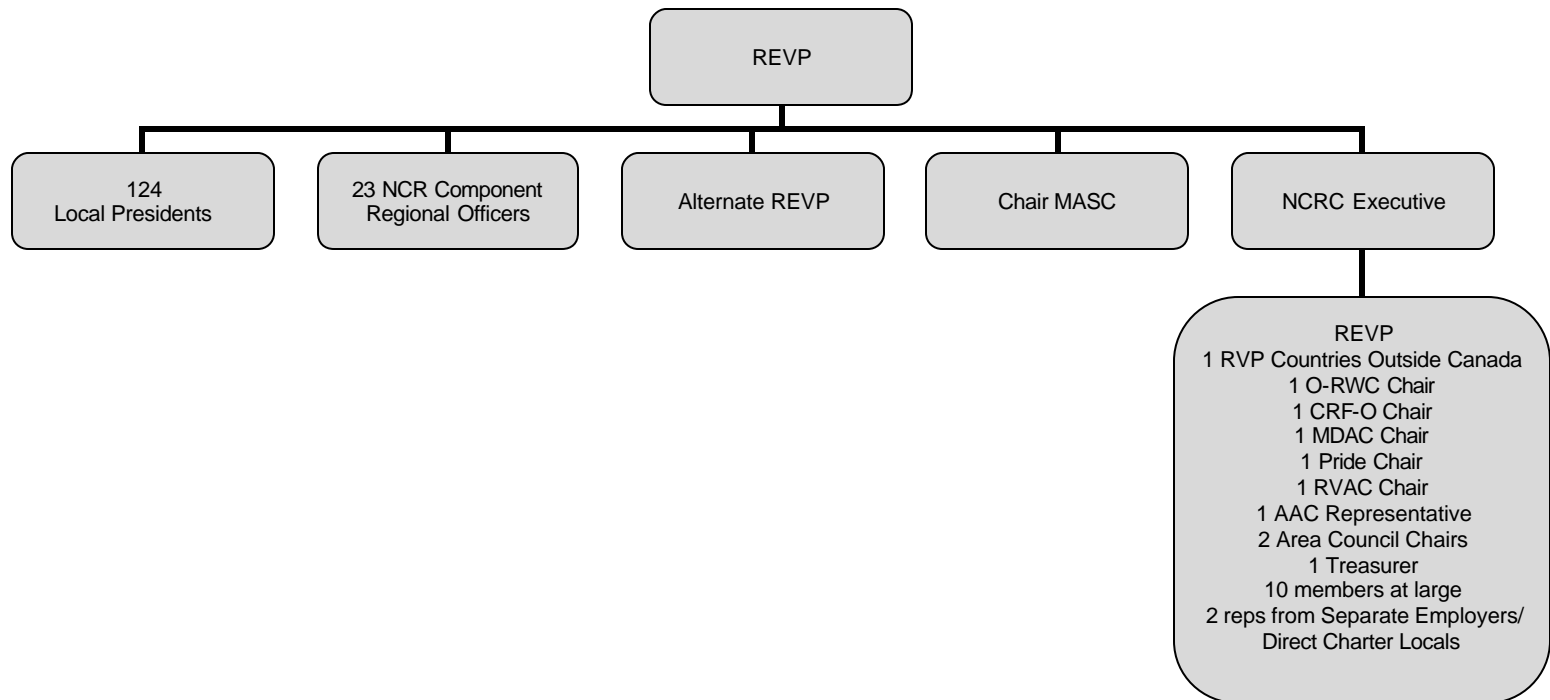 REVP
124
Local Presidents
23 NCR Component
Regional Officers
Alternate REVP
Chair MASC
NCRC Executive
REVP
1 RVP Countries Outside Canada
1 O-RWC Chair
1 CRF-O Chair
1 MDAC Chair
1 Pride Chair
1 RVAC Chair
1 AAC Representative
2 Area Council Chairs
1 Treasurer
10 members at large
2 reps from Separate Employers/
Direct Charter Locals